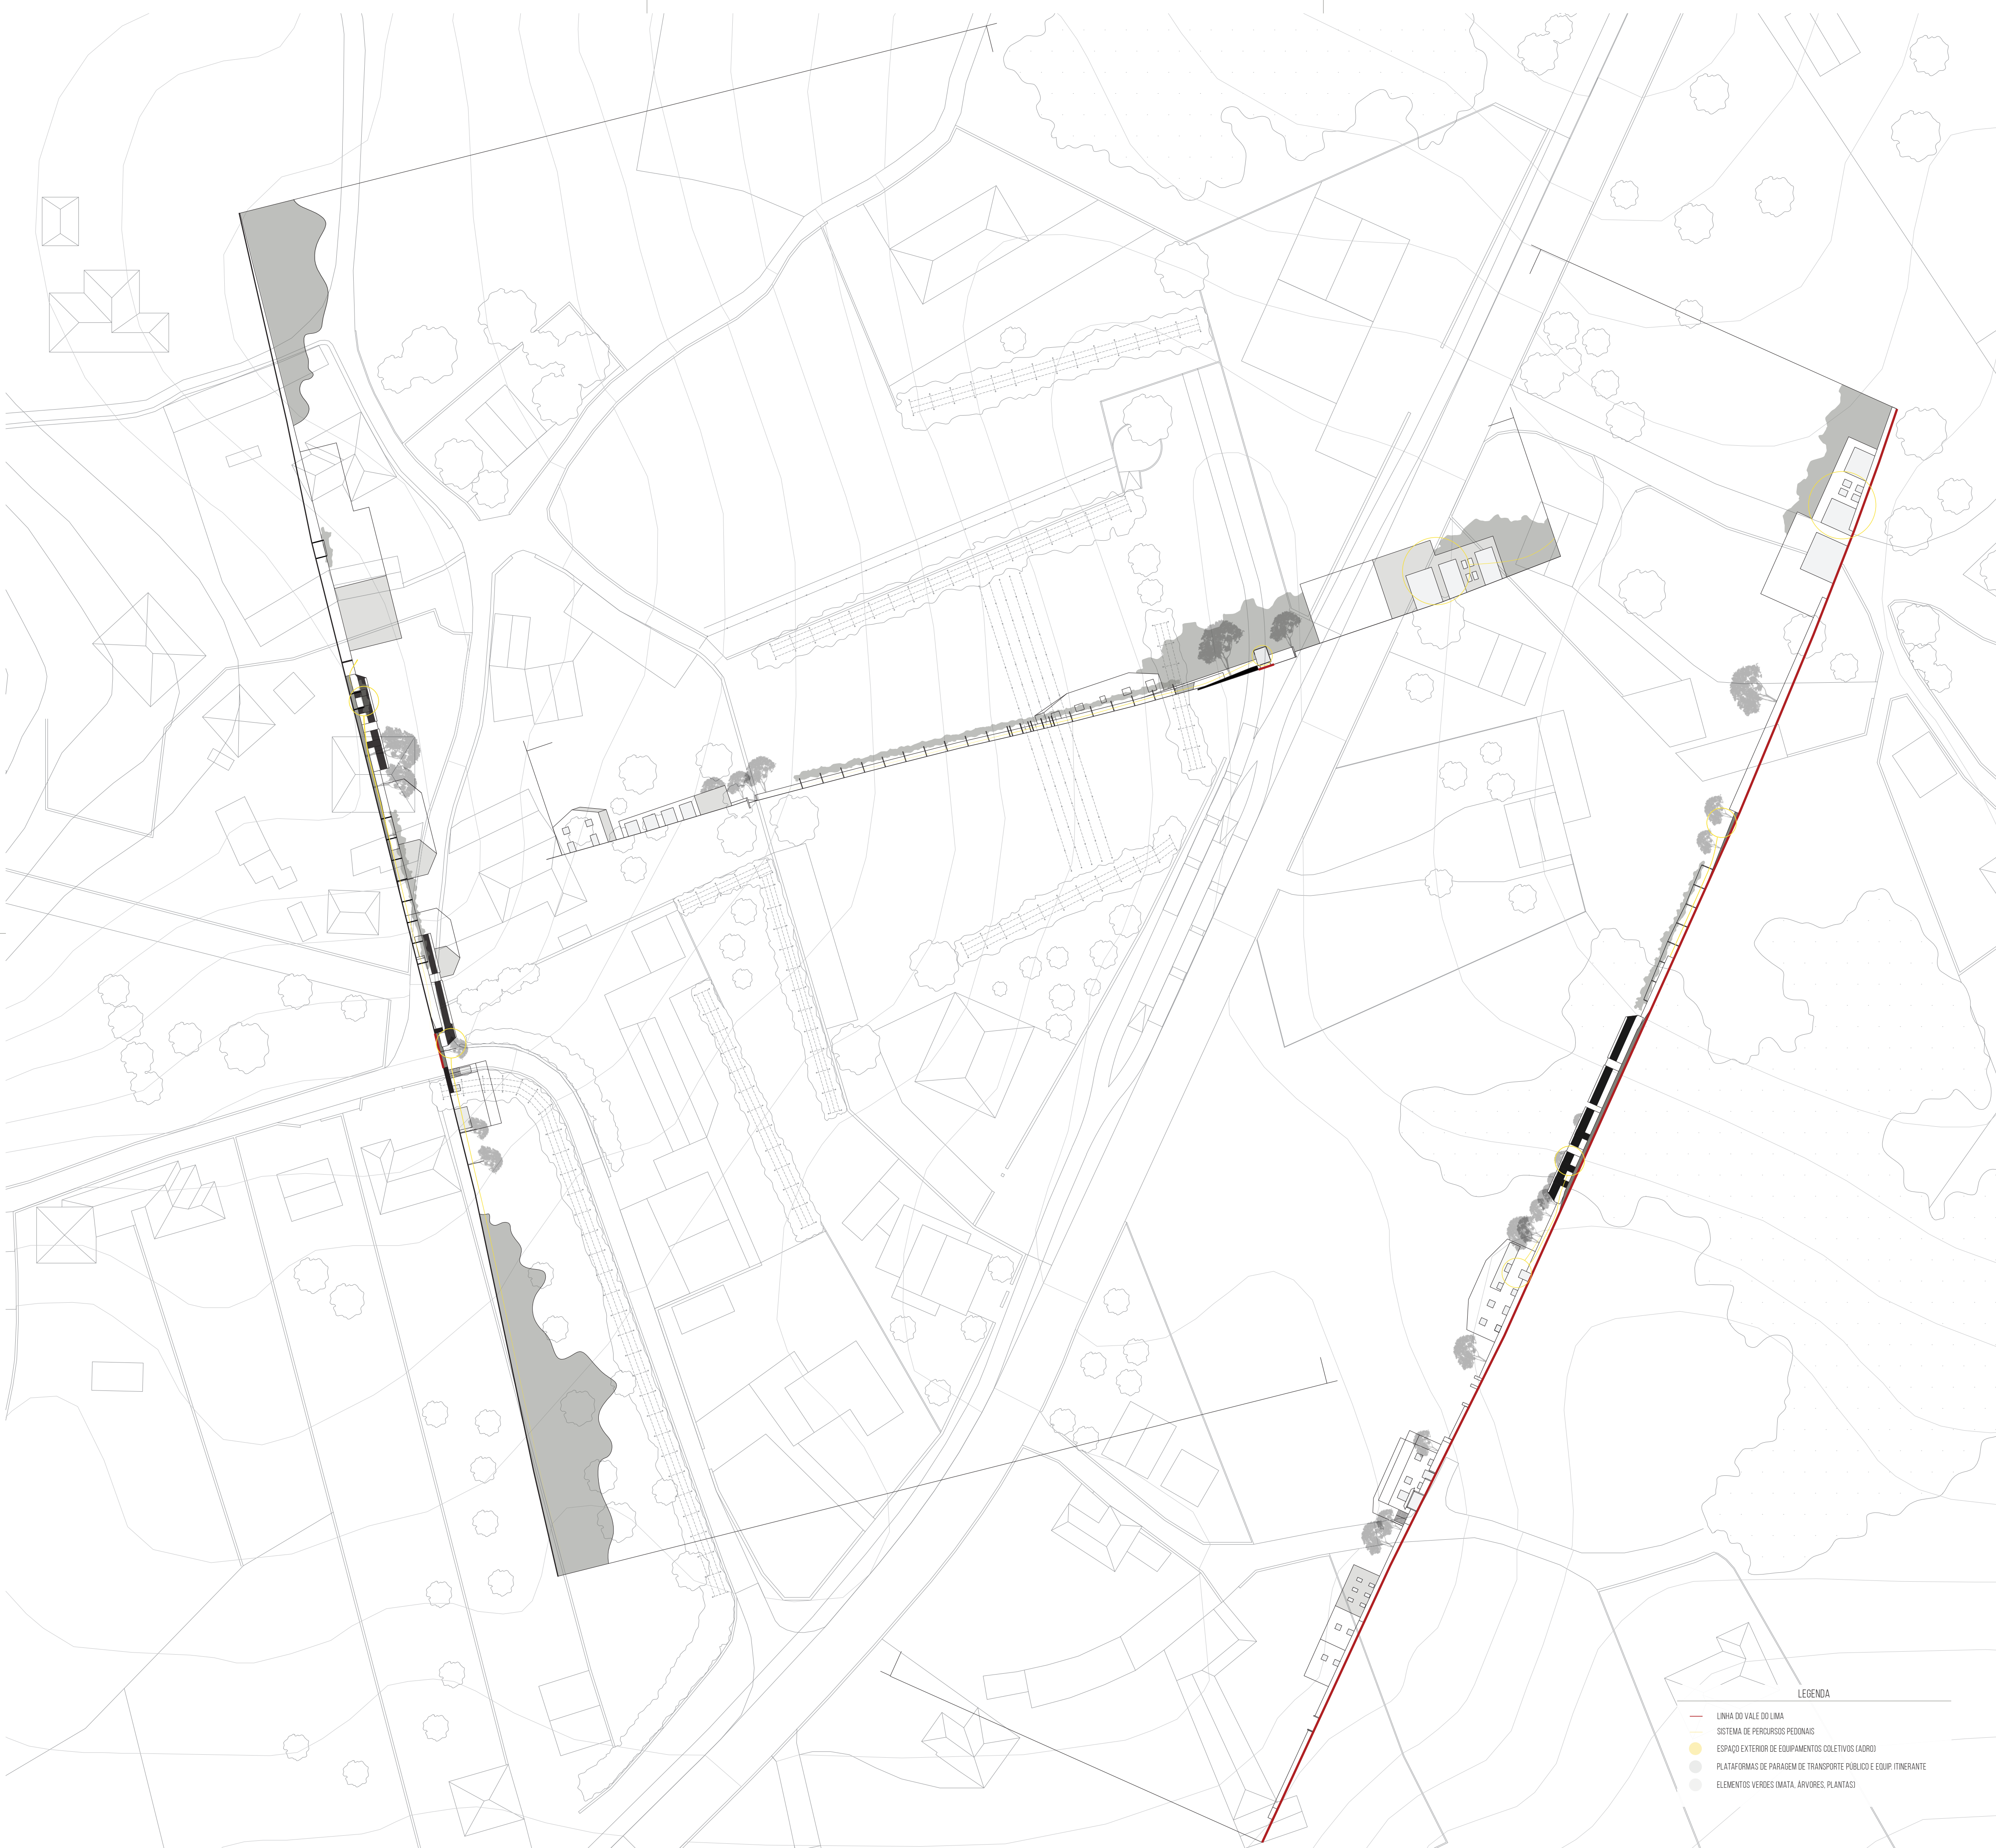 LEGENDA
LINHA DO VALE DO LIMA
SISTEMA DE PERCURSOS PEDONAIS
ESPAÇO EXTERIOR DE EQUIPAMENTOS COLETIVOS (ADRO)
PLATAFORMAS DE PARAGEM DE TRANSPORTE PÚBLICO E EQUIP. ITINERANTE
ELEMENTOS VERDES (MATA, ÁRVORES, PLANTAS)